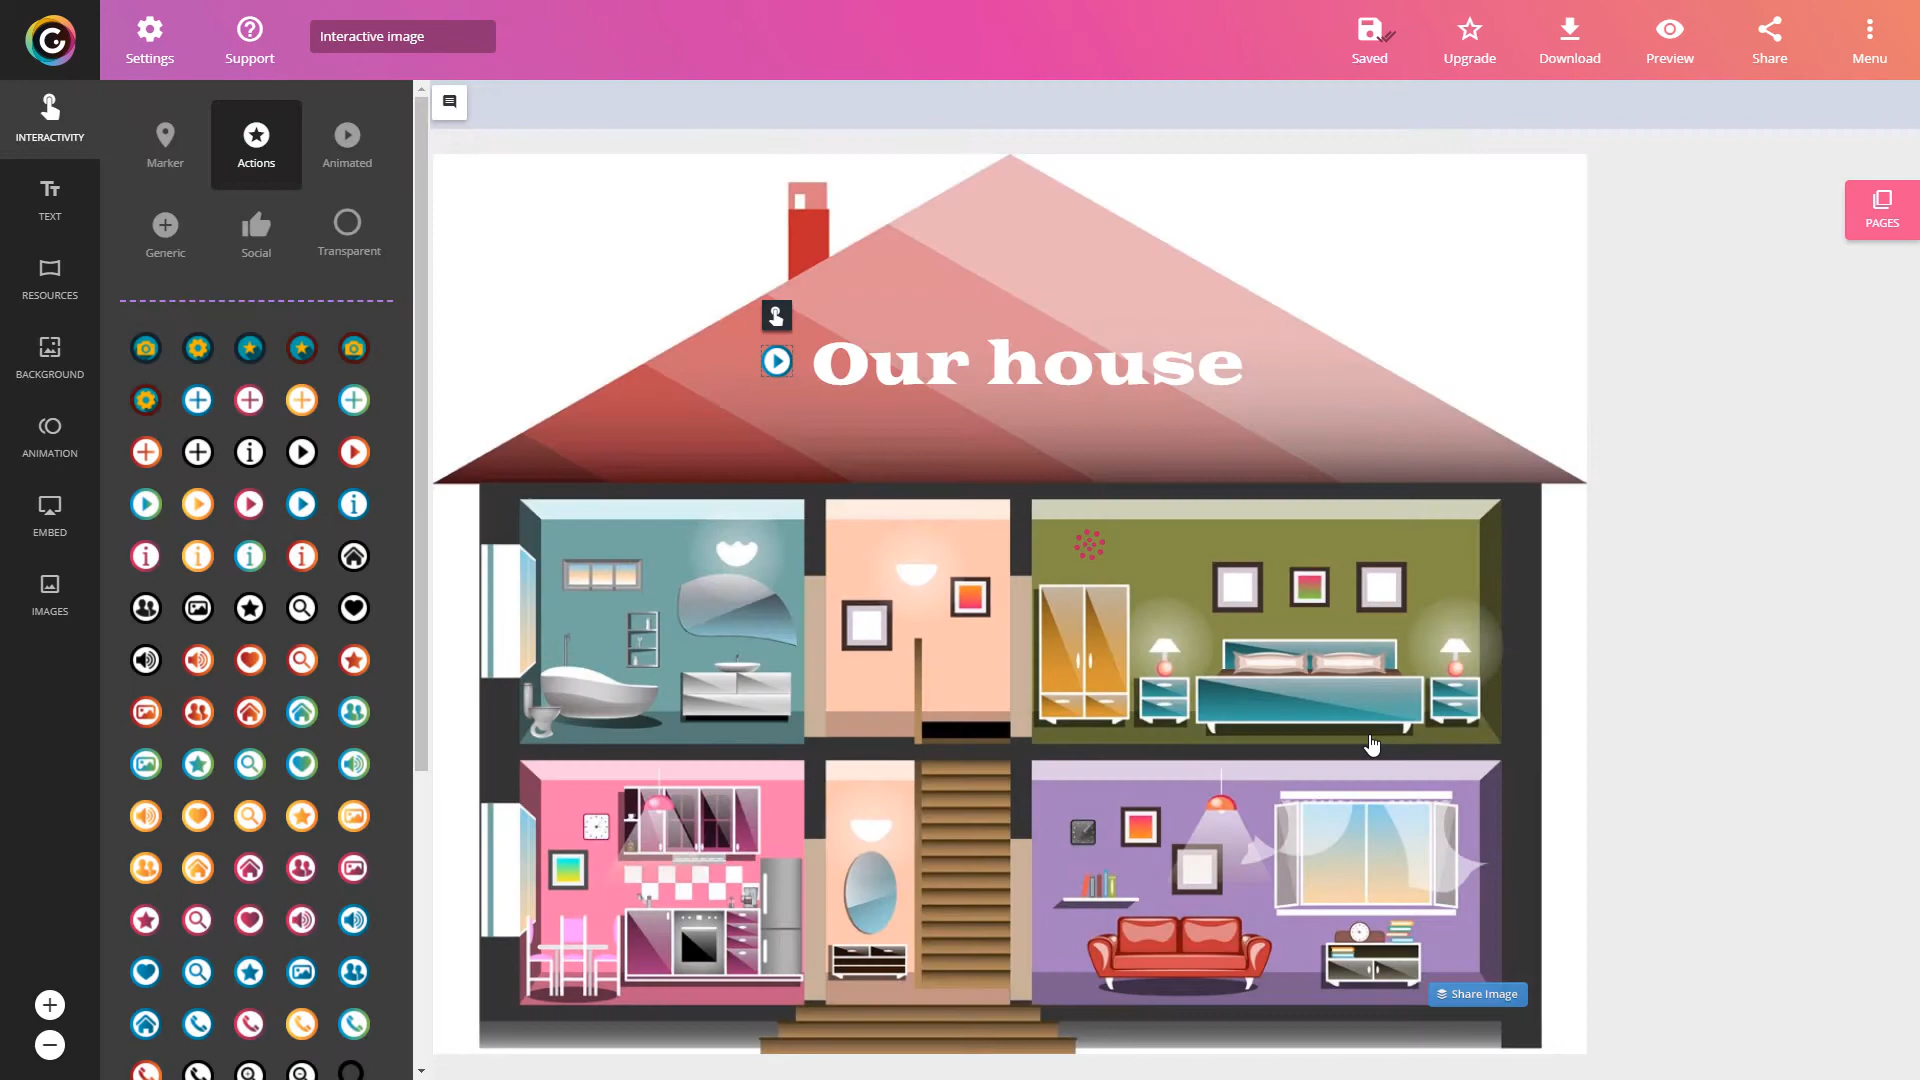 Settings
Support
Interactive image
Saved
Upgrade
Download
Preview
Share
Menu
INTERACTIVITY
TEXT
RESOURCES
BACKGROUND
ANIMATION
EMBED
IMAGES
Marker
Actions
Animated
Generic
Social
Transparent
PAGES
Our house
Share Image